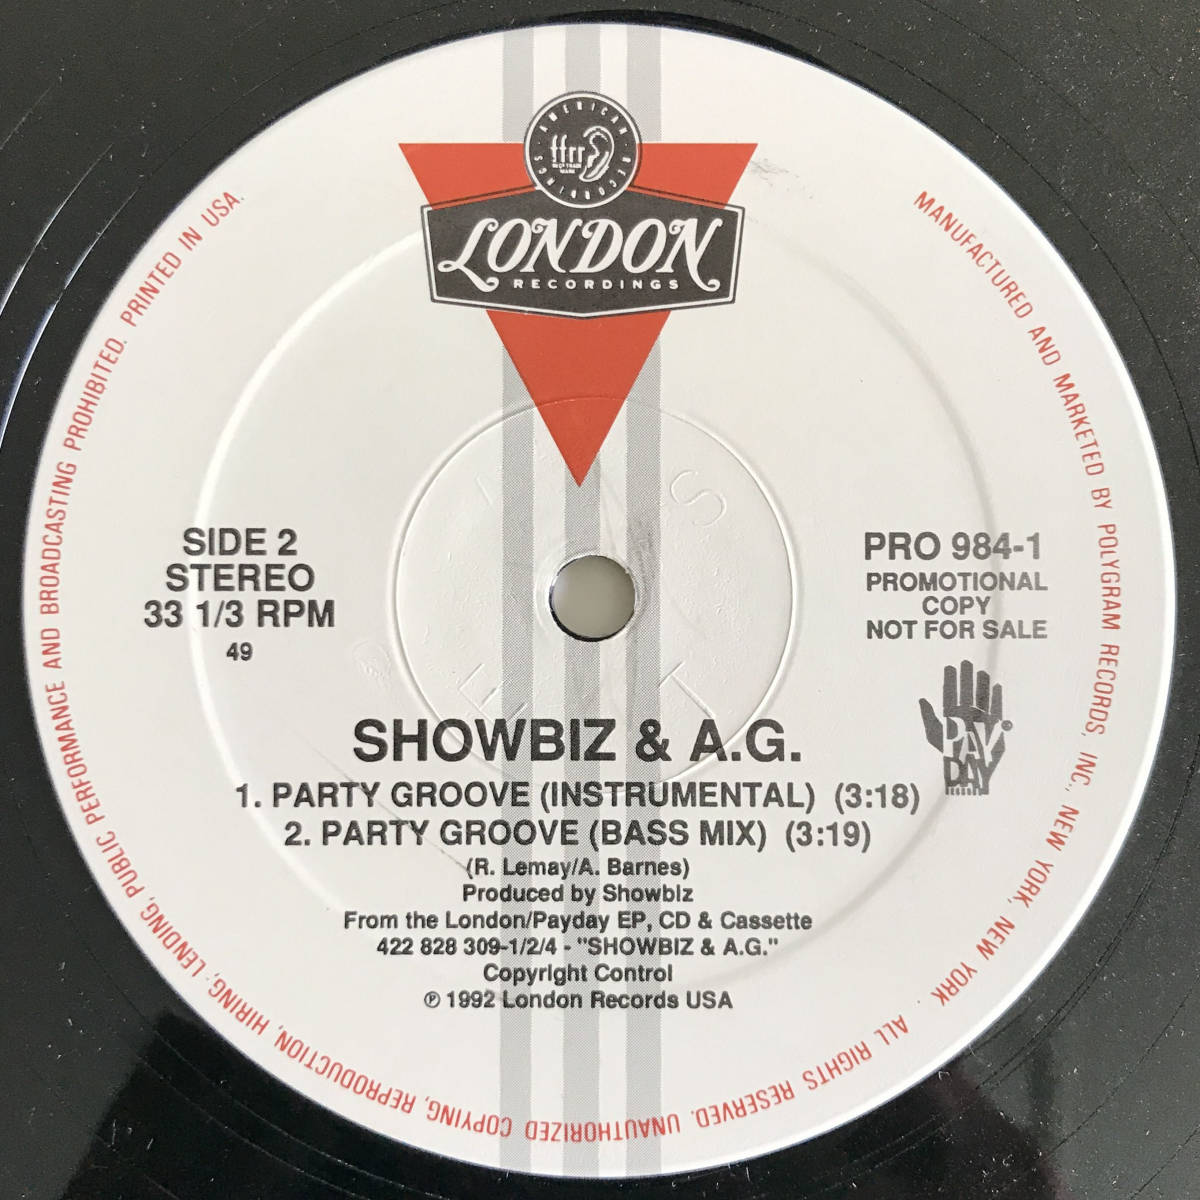 AMERICAN RECORDINGS
ffrr
LONDON
RECORDINGS
SIDE 2
STEREO
33 1/3 RPM
49
PRO 984-1
PROMOTIONAL
COPY
NOT FOR SALE
PAY
DAY
RECORDS
SHOWBIZ & A.G.
1. PARTY GROOVE (INSTRUMENTAL) (3:18)
2. PARTY GROOVE (BASS MIX) (3:19)
(R. Lemay/A. Barnes)
Produced by Showbiz
From the London/Payday EP, CD & Cassette
422 828 309-1/2/4 - "SHOWBIZ & A.G."
Copyright Control
℗ 1992 London Records USA
MANUFACTURED AND MARKETED BY POLYGRAM RECORDS, INC., NEW YORK, NEW YORK. ALL RIGHTS RESERVED. UNAUTHORIZED COPYING, REPRODUCTION, HIRING, LENDING, PUBLIC PERFORMANCE AND BROADCASTING PROHIBITED. PRINTED IN USA.